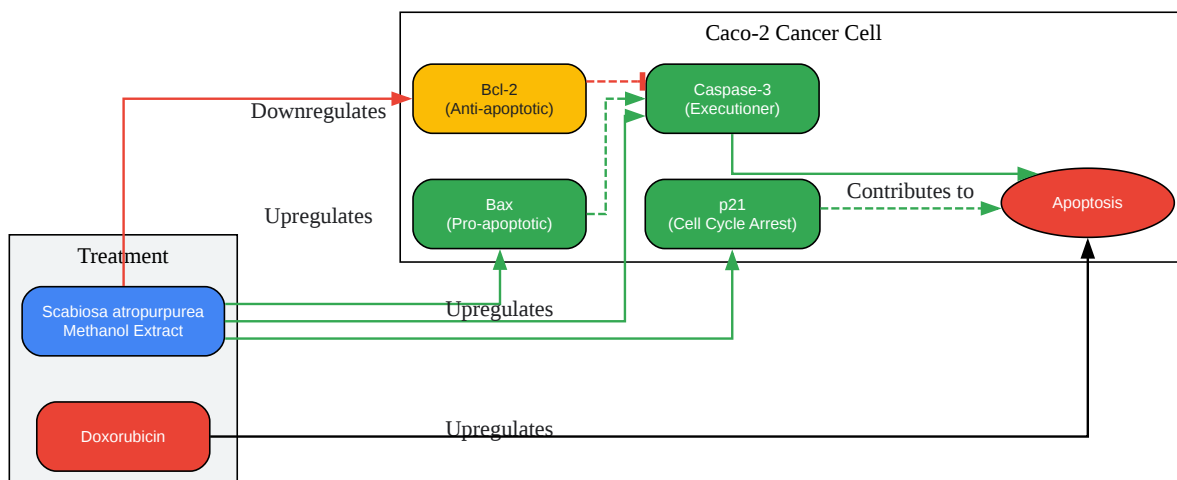 Caco-2 Cancer Cell
Bcl-2
(Anti-apoptotic)
Caspase-3
(Executioner)
Downregulates
Bax
(Pro-apoptotic)
p21
(Cell Cycle Arrest)
Contributes to
Apoptosis
Upregulates
Treatment
Scabiosa atropurpurea
Methanol Extract
Upregulates
Doxorubicin
Upregulates